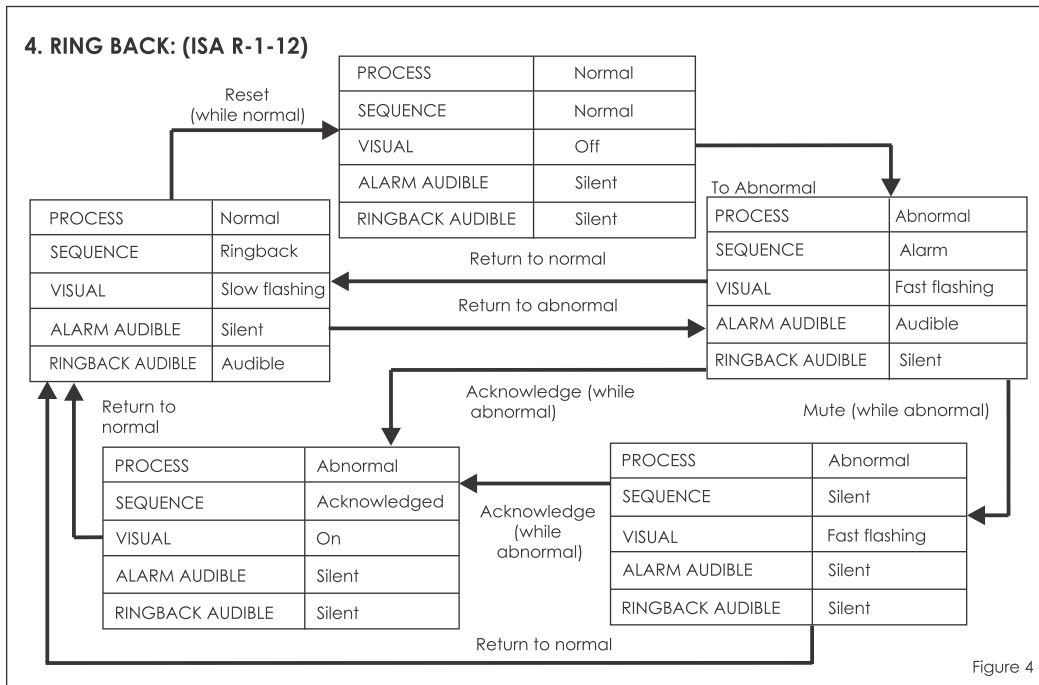 4. RING BACK: (ISA R-1-12)
PROCESS Normal
SEQUENCE Normal
VISUAL Off
ALARM AUDIBLE Silent
RINGBACK AUDIBLE Silent
Reset
(while normal)
To Abnormal
PROCESS Normal
SEQUENCE Ringback
VISUAL Slow flashing
ALARM AUDIBLE Silent
RINGBACK AUDIBLE Audible
Return to normal
Return to abnormal
PROCESS Abnormal
SEQUENCE Alarm
VISUAL Fast flashing
ALARM AUDIBLE Audible
RINGBACK AUDIBLE Silent
Return to
normal
Acknowledge (while
abnormal)
Mute (while abnormal)
PROCESS Abnormal
SEQUENCE Acknowledged
VISUAL On
ALARM AUDIBLE Silent
RINGBACK AUDIBLE Silent
Acknowledge
(while
abnormal)
PROCESS Abnormal
SEQUENCE Silent
VISUAL Fast flashing
ALARM AUDIBLE Silent
RINGBACK AUDIBLE Silent
Return to normal
Figure 4